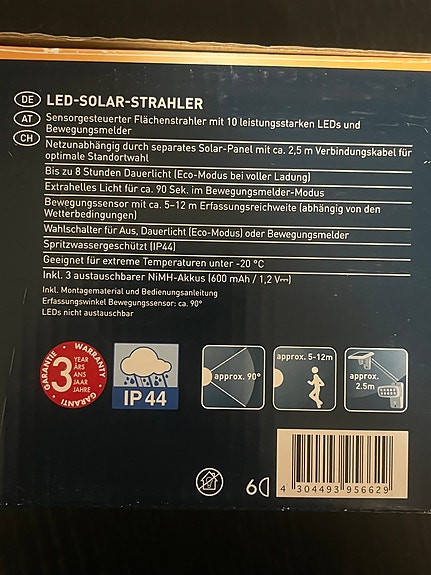 DE LED-SOLAR-STRAHLER
AT Sensorgesteuerter Flächenstrahler mit 10 leistungsstarken LEDs und
CH Bewegungsmelder
Netzunabhängig durch separates Solar-Panel mit ca. 2,5 m Verbindungskabel für
optimale Standortwahl
Bis zu 8 Stunden Dauerlicht (Eco-Modus bei voller Ladung)
Extrahelles Licht für ca. 90 Sek. im Bewegungsmelder-Modus
Bewegungssensor mit ca. 5–12 m Erfassungsreichweite (abhängig von den
Wetterbedingungen)
Wahlschalter für Aus, Dauerlicht (Eco-Modus) oder Bewegungsmelder
Spritzwassergeschützt (IP44)
Geeignet für extreme Temperaturen unter -20 °C
Inkl. 3 austauschbarer NiMH-Akkus (600 mAh / 1,2 V⎓)
Inkl. Montagematerial und Bedienungsanleitung
Erfassungswinkel Bewegungssensor: ca. 90°
LEDs nicht austauschbar
GARANTIE · WARRANTY · GARANTI · GARANTIE
3 YEAR
ÅRS
ANS
JAAR
JAHRE
IP 44
approx. 90°
approx. 5-12m
approx.
2.5m
6
4 304493 956629